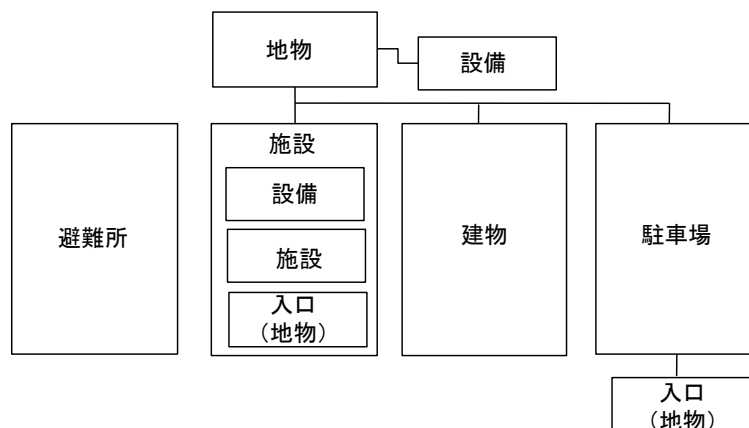 地物
設備
避難所
施設
設備
施設
入口
（地物）
建物
駐車場
入口
（地物）